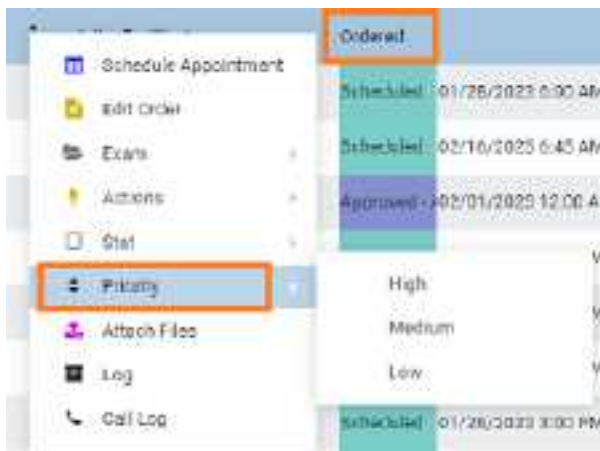 Ordered
Schedule Appointment
Edit Order
Scheduled 01/26/2023 6:00 AM
Exam
Scheduled 02/16/2023 6:45 AM
Actions
Approved - 02/01/2023 12:00 A
Stat
Priority
High
Attach Files
Medium
Log
Low
Call Log
Scheduled 01/26/2023 3:00 PM